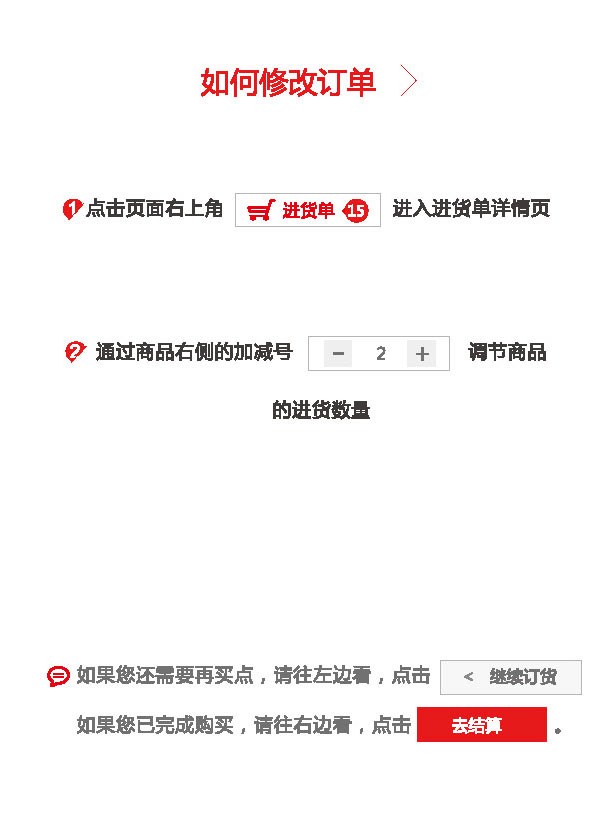 如何修改订单 >
1 点击页面右上角 进货单 15 进入进货单详情页
2 通过商品右侧的加减号 - 2 + 调节商品
的进货数量
如果您还需要再买点，请往左边看，点击 < 继续订货
如果您已完成购买，请往右边看，点击 去结算 。